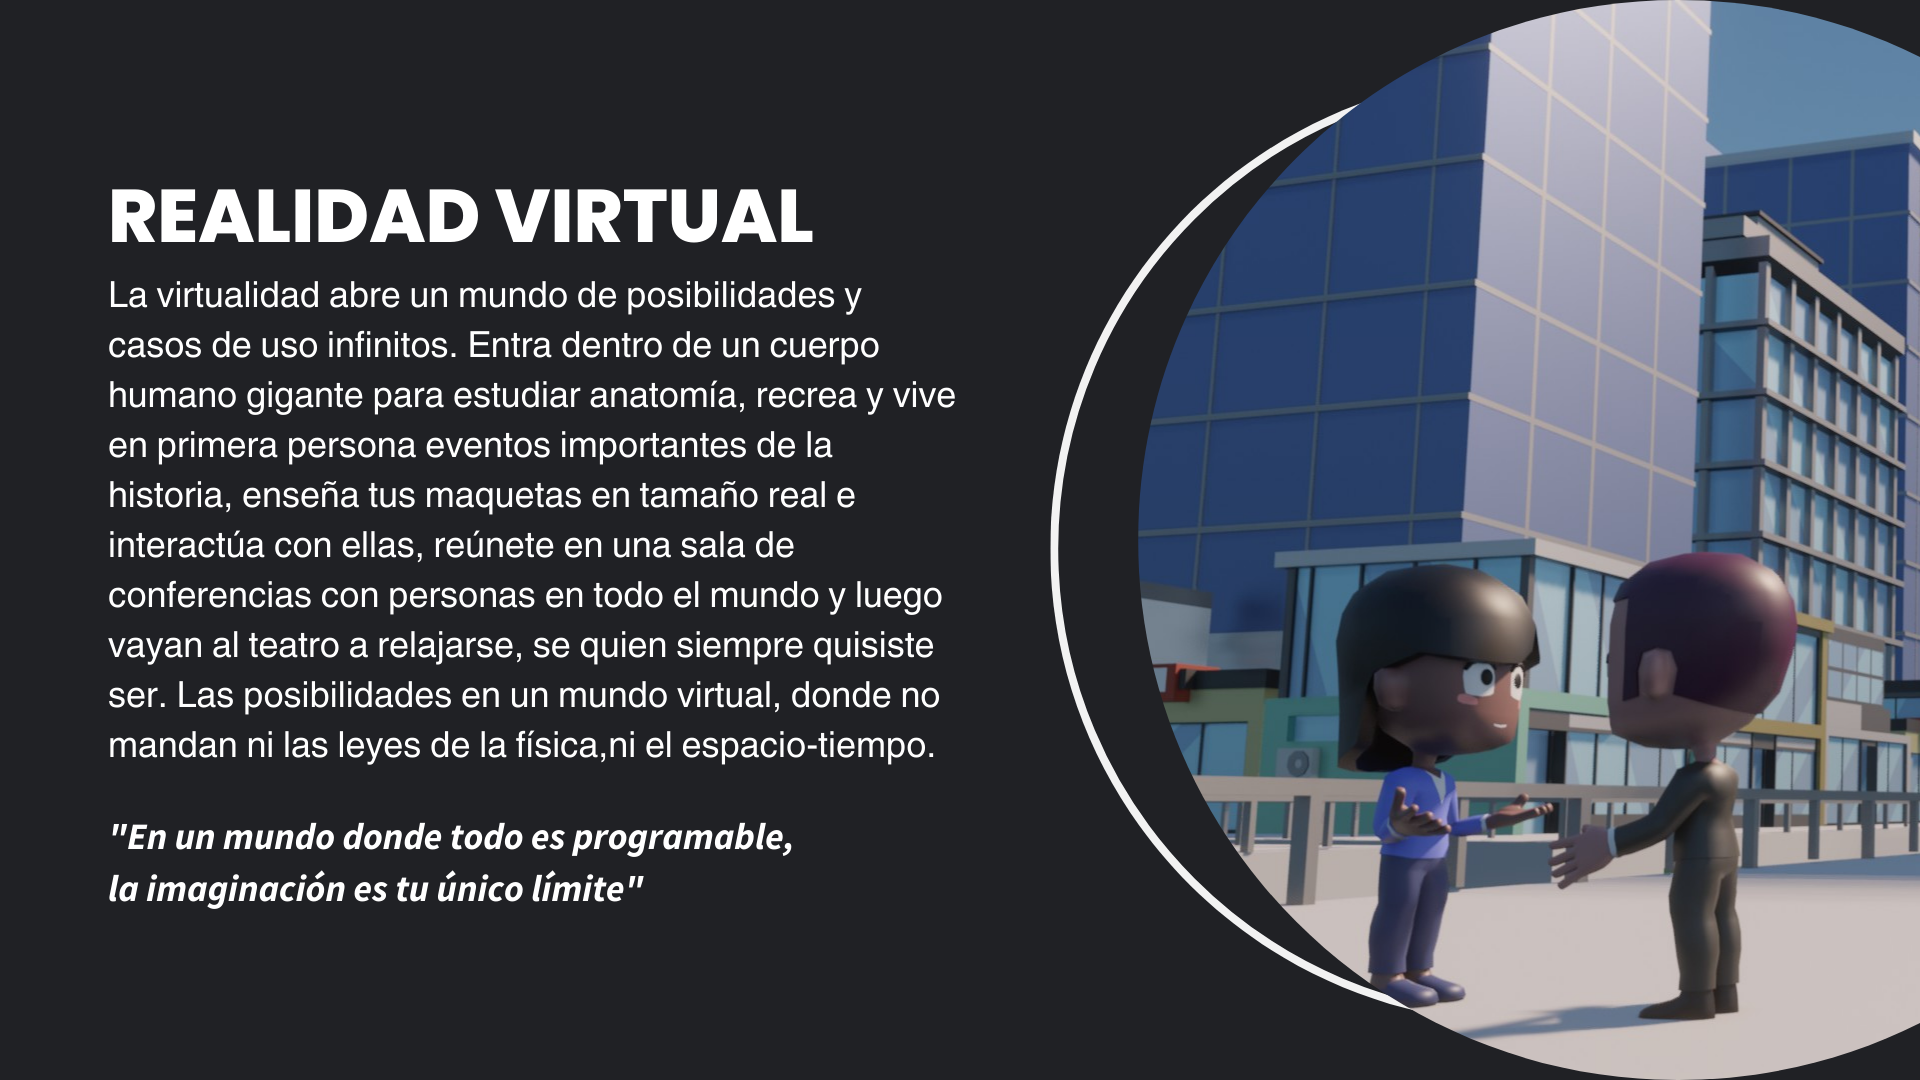 REALIDAD VIRTUAL
La virtualidad abre un mundo de posibilidades y
casos de uso infinitos. Entra dentro de un cuerpo
humano gigante para estudiar anatomía, recrea y vive
en primera persona eventos importantes de la
historia, enseña tus maquetas en tamaño real e
interactúa con ellas, reúnete en una sala de
conferencias con personas en todo el mundo y luego
vayan al teatro a relajarse, se quien siempre quisiste
ser. Las posibilidades en un mundo virtual, donde no
mandan ni las leyes de la física,ni el espacio-tiempo.
"En un mundo donde todo es programable,
la imaginación es tu único límite"